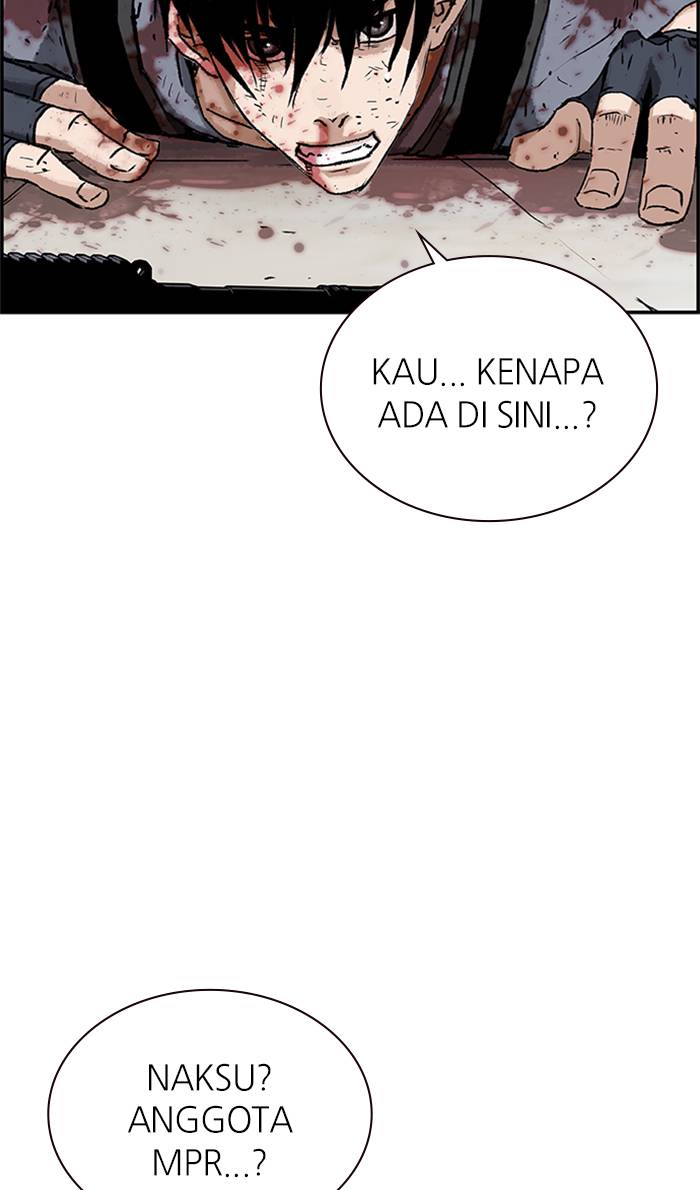 KAU... KENAPA
ADA DI SINI...?
NAKSU?
ANGGOTA
MPR...?